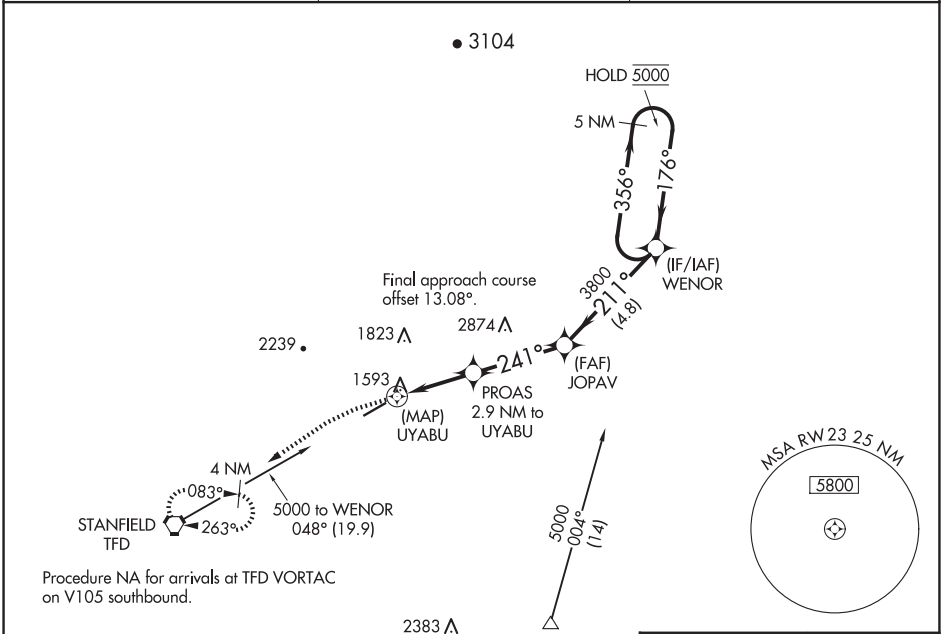 3104
HOLD 5000
5 NM
356°
176°
(IF/IAF)
WENOR
3800
211°
(4.8)
Final approach course
offset 13.08°.
2239
1823
2874
241°
(FAF)
JOPAV
1593
PROAS
2.9 NM to
UYABU
(MAP)
UYABU
MSA RW23 25 NM
5800
4 NM
083°
263°
5000 to WENOR
048° (19.9)
STANFIELD
TFD
5000
004°
(14)
Procedure NA for arrivals at TFD VORTAC
on V105 southbound.
2383